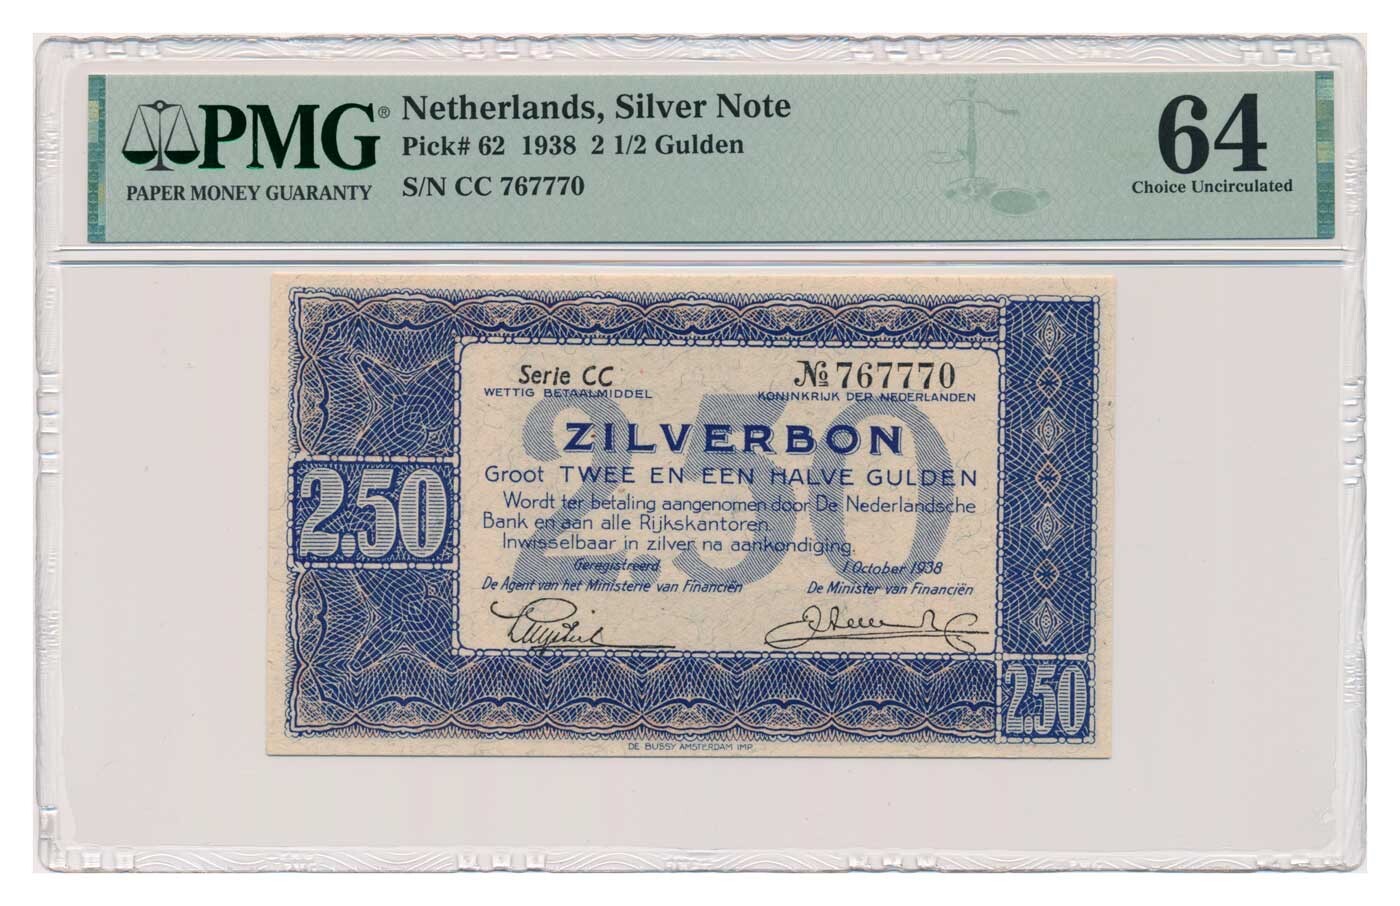 PMG®
PAPER MONEY GUARANTY
Netherlands, Silver Note
Pick# 62 1938 2 1/2 Gulden
S/N CC 767770
64
Choice Uncirculated
Serie CC
№ 767770
WETTIG BETAALMIDDEL
KONINKRIJK DER NEDERLANDEN
2.50
ZILVERBON
Groot TWEE EN EEN HALVE GULDEN
Wordt ter betaling aangenomen door De Nederlandsche
Bank en aan alle Rijkskantoren.
Inwisselbaar in zilver na aankondiging.
Geregistreerd
1 October 1938
De Agent van het Ministerie van Financiën
De Minister van Financiën
2.50
2.50
DE BUSSY AMSTERDAM IMP.